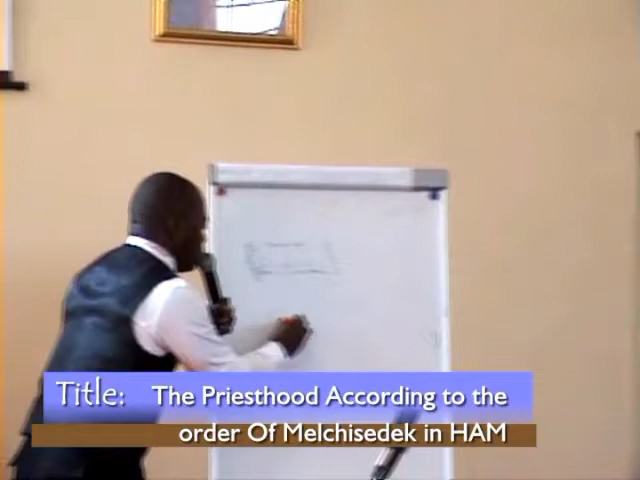 Title: The Priesthood According to the
order Of Melchisedek in HAM